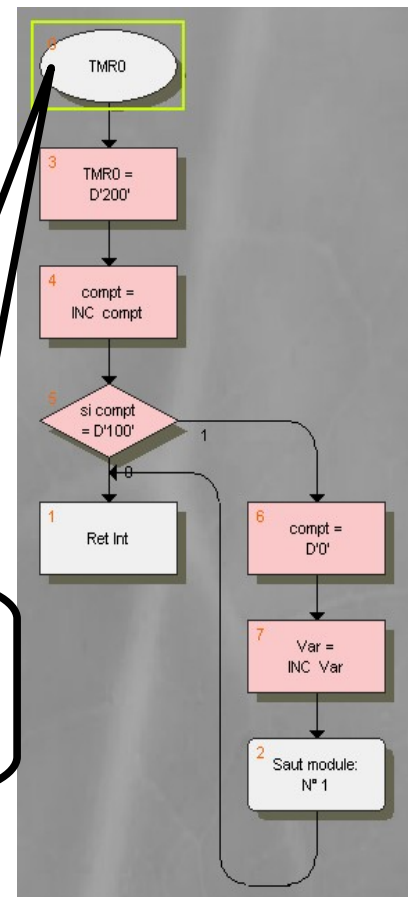 TMR0
3
TMR0 =
D'200'
4
compt =
INC compt
5
si compt
= D'100'
1
0
1
Ret Int
6
compt =
D'0'
7
Var =
INC Var
2
Saut module:
N° 1